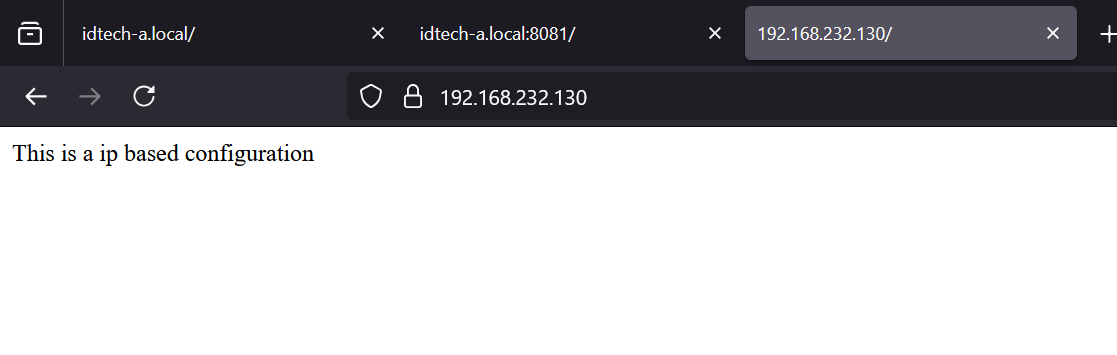 idtech-a.local/
idtech-a.local:8081/
192.168.232.130/
192.168.232.130
This is a ip based configuration